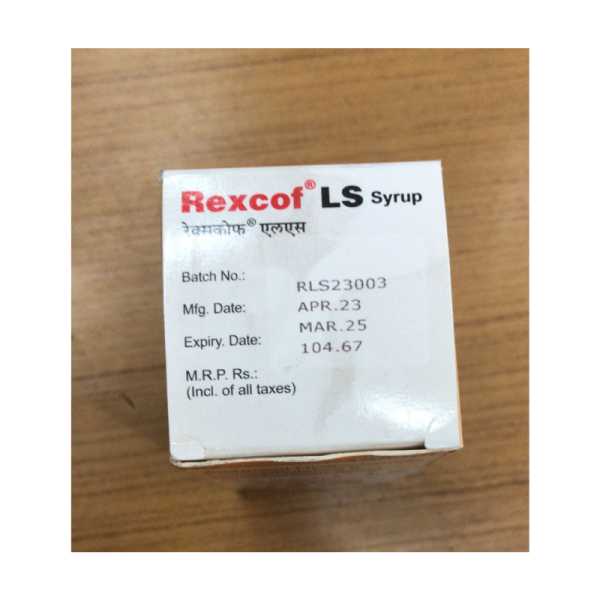 Rexcof® LS Syrup
रेक्सकोफ® एलएस
Batch No.: RLS23003
Mfg. Date: APR.23
Expiry. Date: MAR.25
M.R.P. Rs.: 104.67
(Incl. of all taxes)